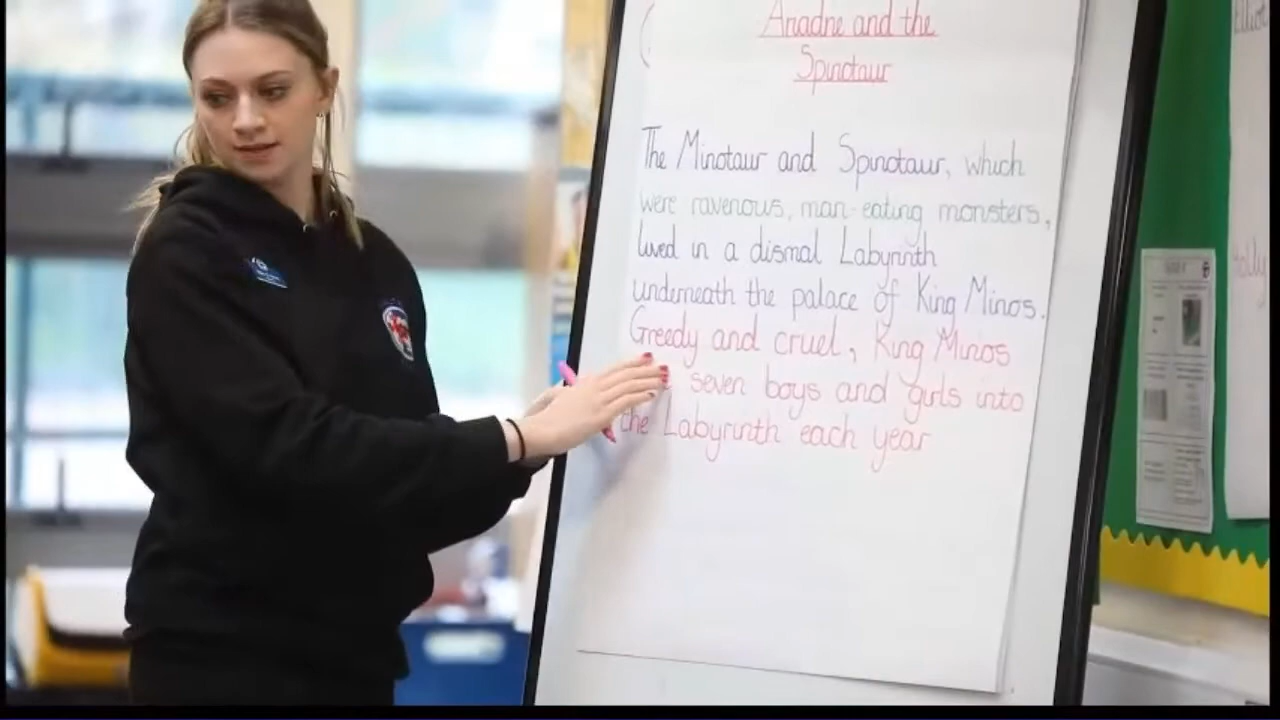 Ariadne and the
Spinotaur
The Minotaur and Spinotaur, which
were ravenous, man-eating monsters,
lived in a dismal Labyrinth
underneath the palace of King Minos.
Greedy and cruel, King Minos
seven boys and girls into
the Labyrinth each year
Elliot